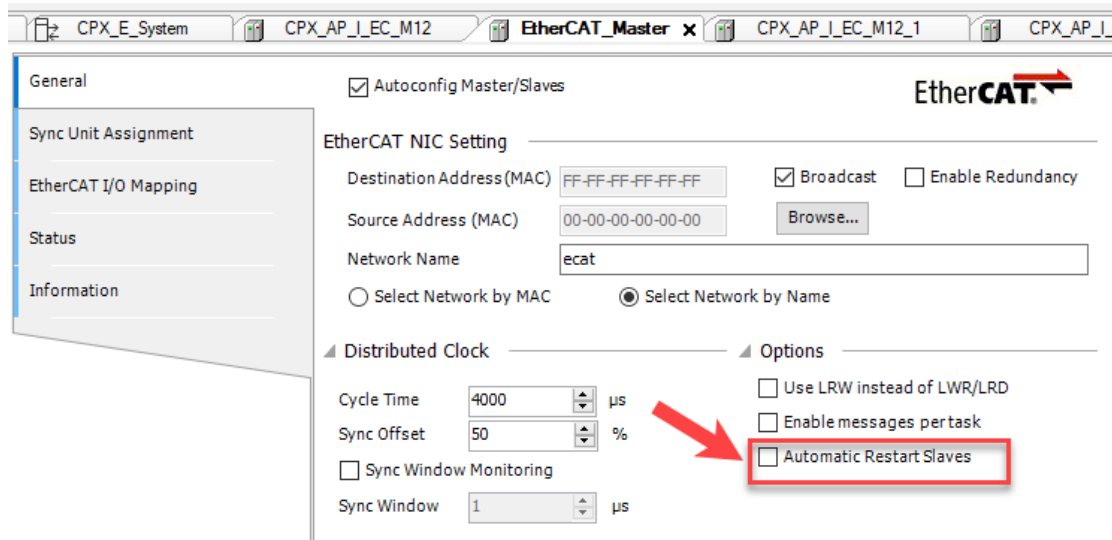 CPX_E_System CPX_AP_I_EC_M12 EtherCAT_Master CPX_AP_I_EC_M12_1 CPX_AP_I_
General
Sync Unit Assignment
EtherCAT I/O Mapping
Status
Information
Autoconfig Master/Slaves
EtherCAT.
EtherCAT NIC Setting
Destination Address (MAC) FF-FF-FF-FF-FF-FF Broadcast Enable Redundancy
Source Address (MAC) 00-00-00-00-00-00 Browse...
Network Name ecat
Select Network by MAC Select Network by Name
Distributed Clock
Cycle Time 4000 µs
Sync Offset 50 %
Sync Window Monitoring
Sync Window 1 µs
Options
Use LRW instead of LWR/LRD
Enable messages per task
Automatic Restart Slaves